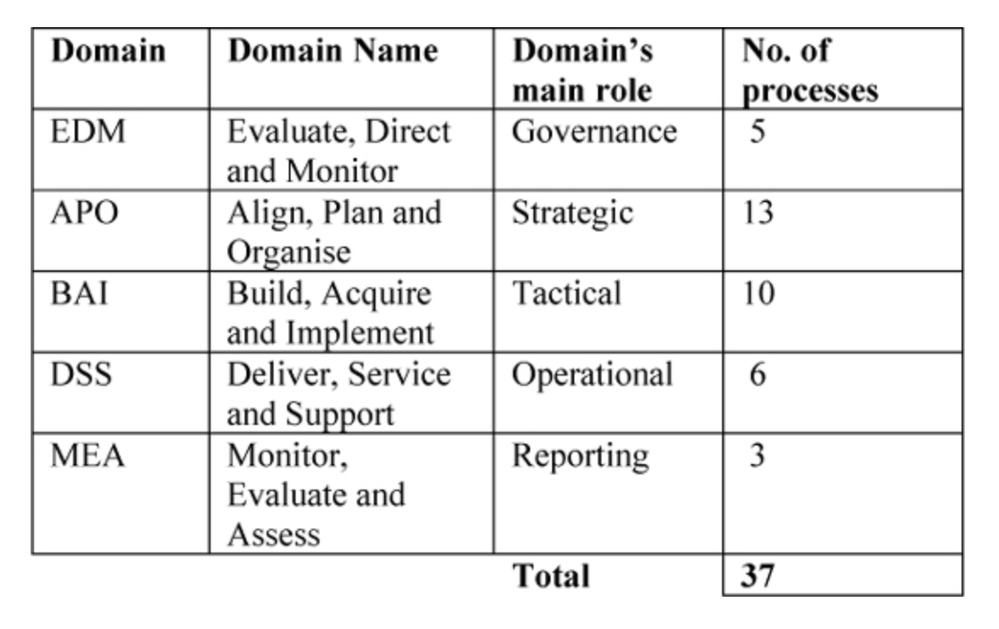 Domain Domain Name Domain's No. of
main role processes
EDM Evaluate, Direct Governance 5
and Monitor
APO Align, Plan and Strategic 13
Organise
BAI Build, Acquire Tactical 10
and Implement
DSS Deliver, Service Operational 6
and Support
MEA Monitor, Reporting 3
Evaluate and
Assess
Total 37